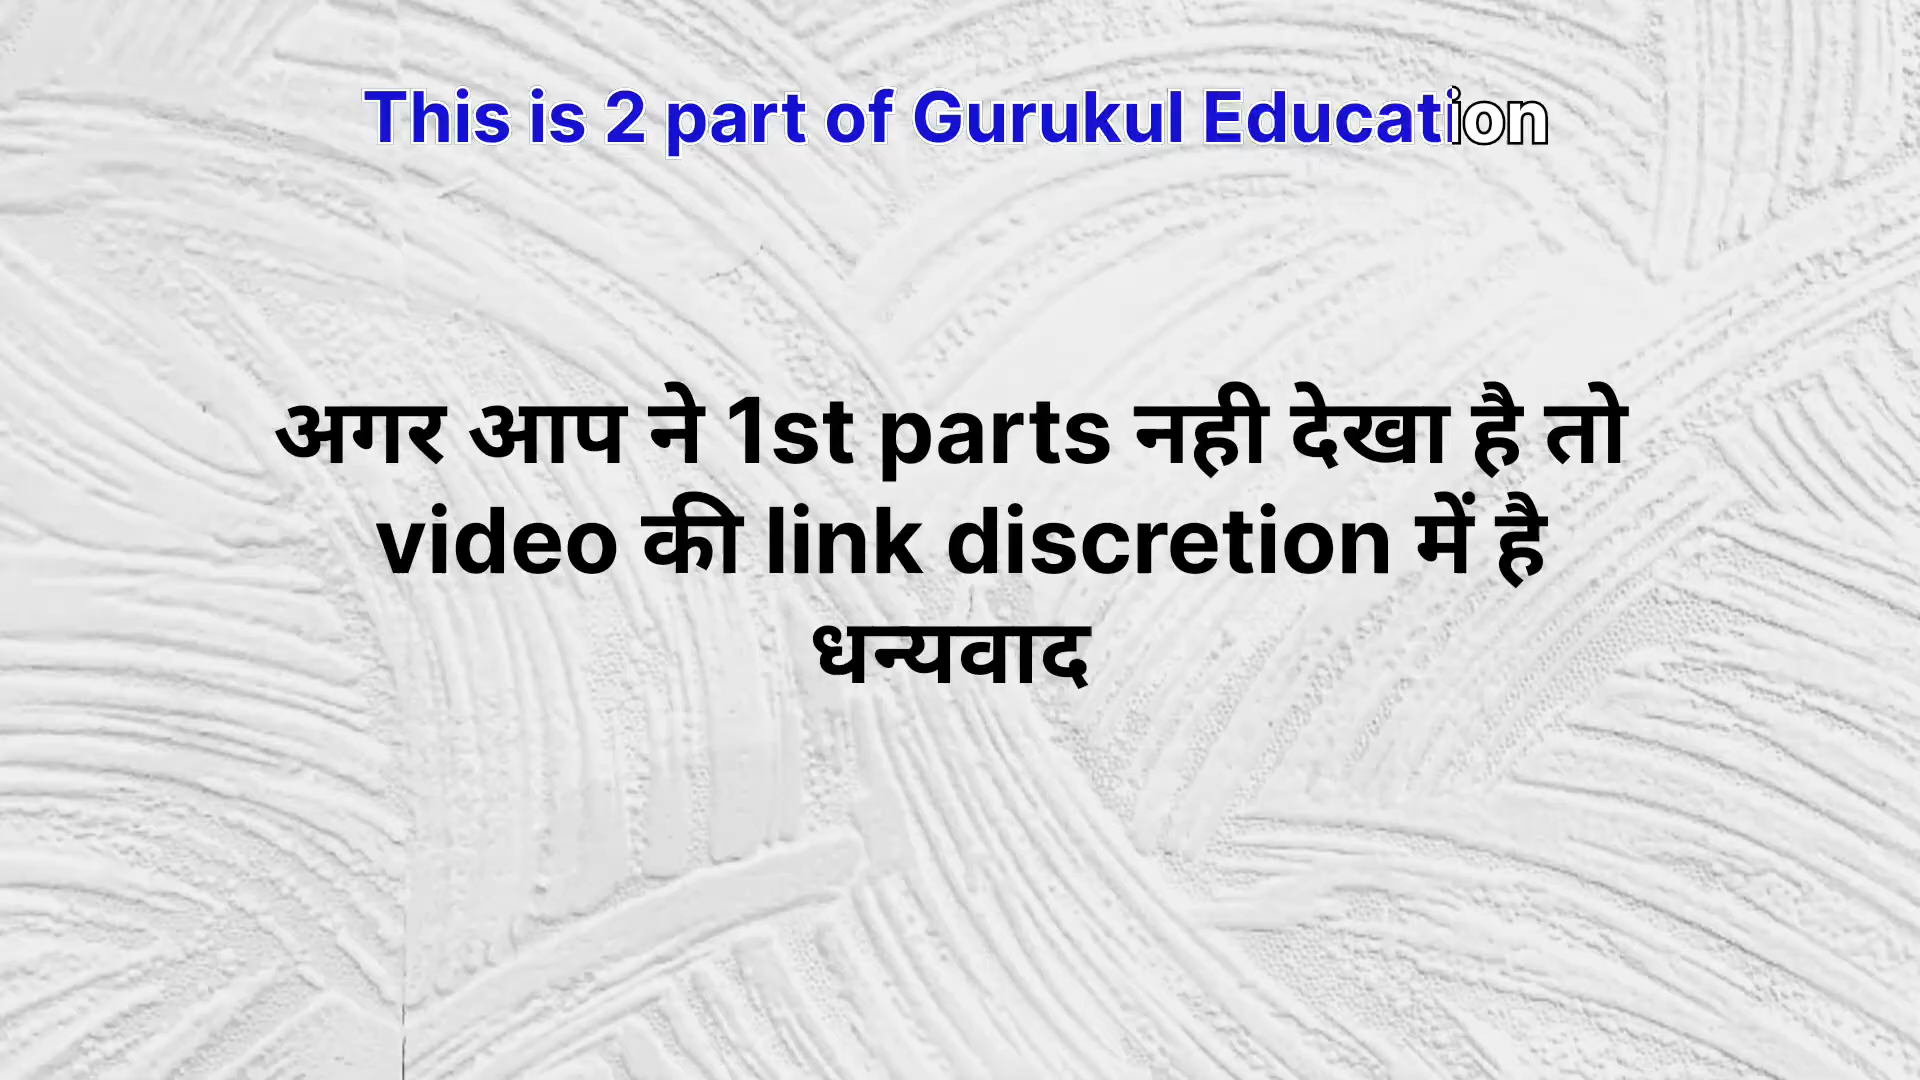 This is 2 part of Gurukul Education
अगर आप ने 1st parts नही देखा है तो
video की link discretion में है
धन्यवाद